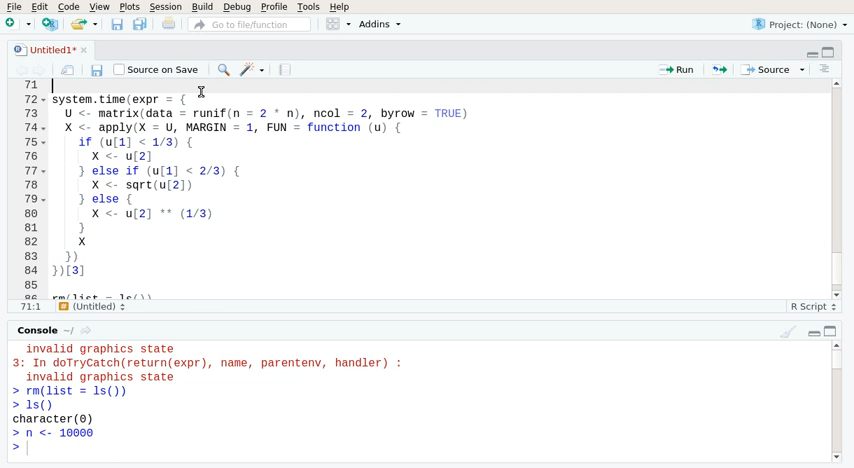 File Edit Code View Plots Session Build Debug Profile Tools Help
Go to file/function Addins Project: (None)
Untitled1*
Source on Save Run Source
71
72 system.time(expr = {
73   U <- matrix(data = runif(n = 2 * n), ncol = 2, byrow = TRUE)
74   X <- apply(X = U, MARGIN = 1, FUN = function (u) {
75     if (u[1] < 1/3) {
76       X <- u[2]
77     } else if (u[1] < 2/3) {
78       X <- sqrt(u[2])
79     } else {
80       X <- u[2] ** (1/3)
81     }
82     X
83   })
84 })[3]
85
86 rm(list = ls())
71:1 (Untitled) R Script
Console ~/
  invalid graphics state
3: In doTryCatch(return(expr), name, parentenv, handler) :
  invalid graphics state
> rm(list = ls())
> ls()
character(0)
> n <- 10000
>